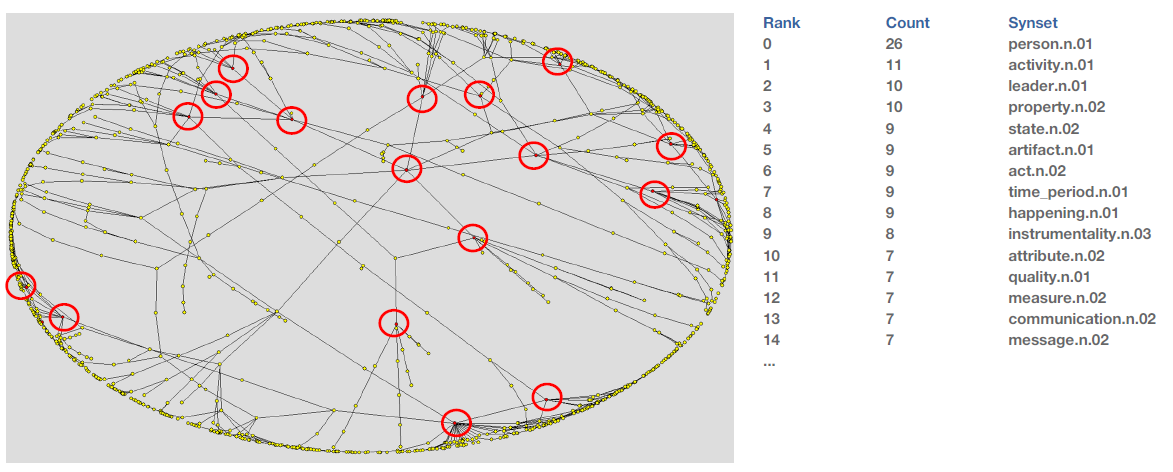 Rank Count Synset
0 26 person.n.01
1 11 activity.n.01
2 10 leader.n.01
3 10 property.n.02
4 9 state.n.02
5 9 artifact.n.01
6 9 act.n.02
7 9 time_period.n.01
8 9 happening.n.01
9 8 instrumentality.n.03
10 7 attribute.n.02
11 7 quality.n.01
12 7 measure.n.02
13 7 communication.n.02
14 7 message.n.02
...